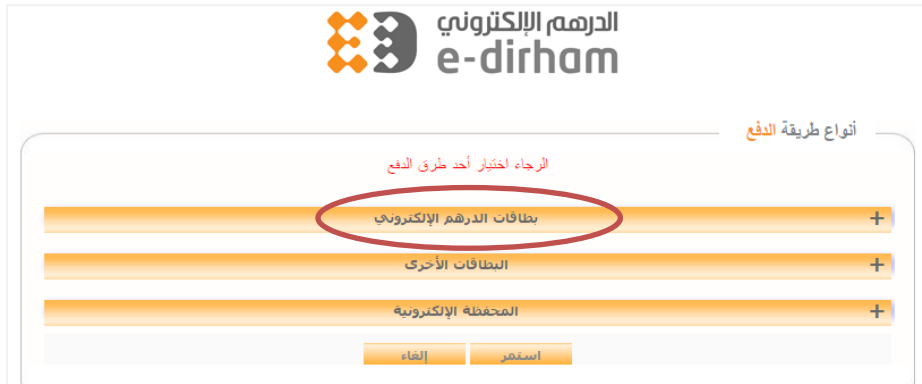 الدرهم الإلكتروني
e-dirham
أنواع طريقة الدفع
الرجاء اختيار أحد طرق الدفع
بطاقات الدرهم الإلكتروني +
البطاقات الأخرى +
المحفظة الإلكترونية +
استمر إلغاء